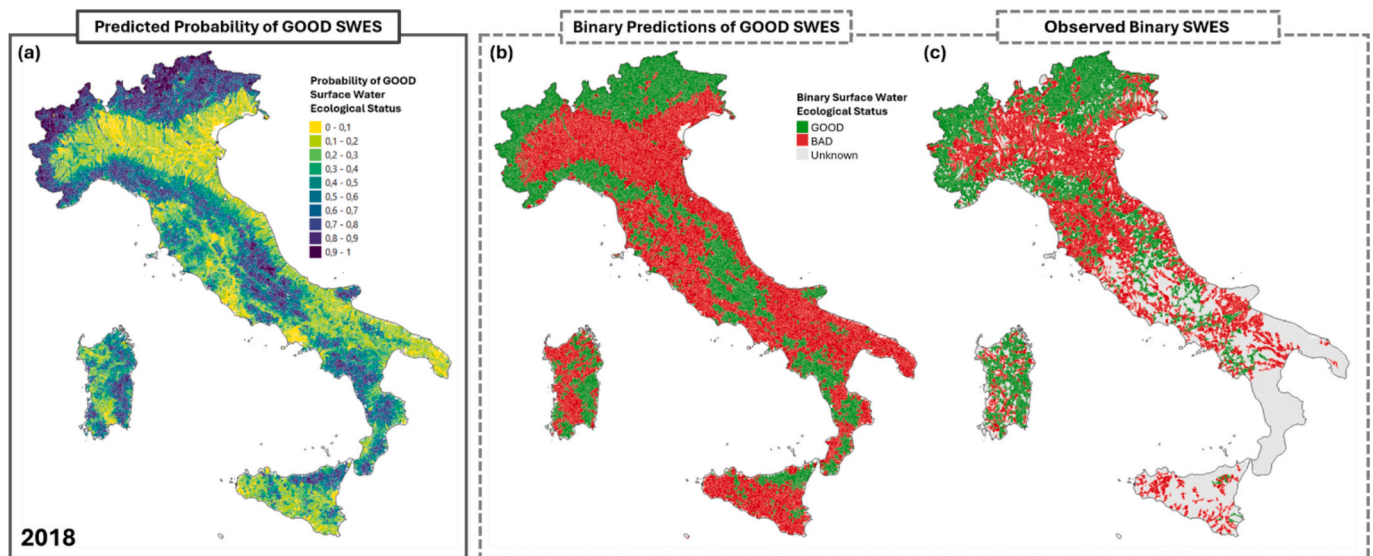 Predicted Probability of GOOD SWES
(a)
Probability of GOOD
Surface Water
Ecological Status
0 - 0,1
0,1 - 0,2
0,2 - 0,3
0,3 - 0,4
0,4 - 0,5
0,5 - 0,6
0,6 - 0,7
0,7 - 0,8
0,8 - 0,9
0,9 - 1
2018
Binary Predictions of GOOD SWES
(b)
Binary Surface Water
Ecological Status
GOOD
BAD
Unknown
Observed Binary SWES
(c)